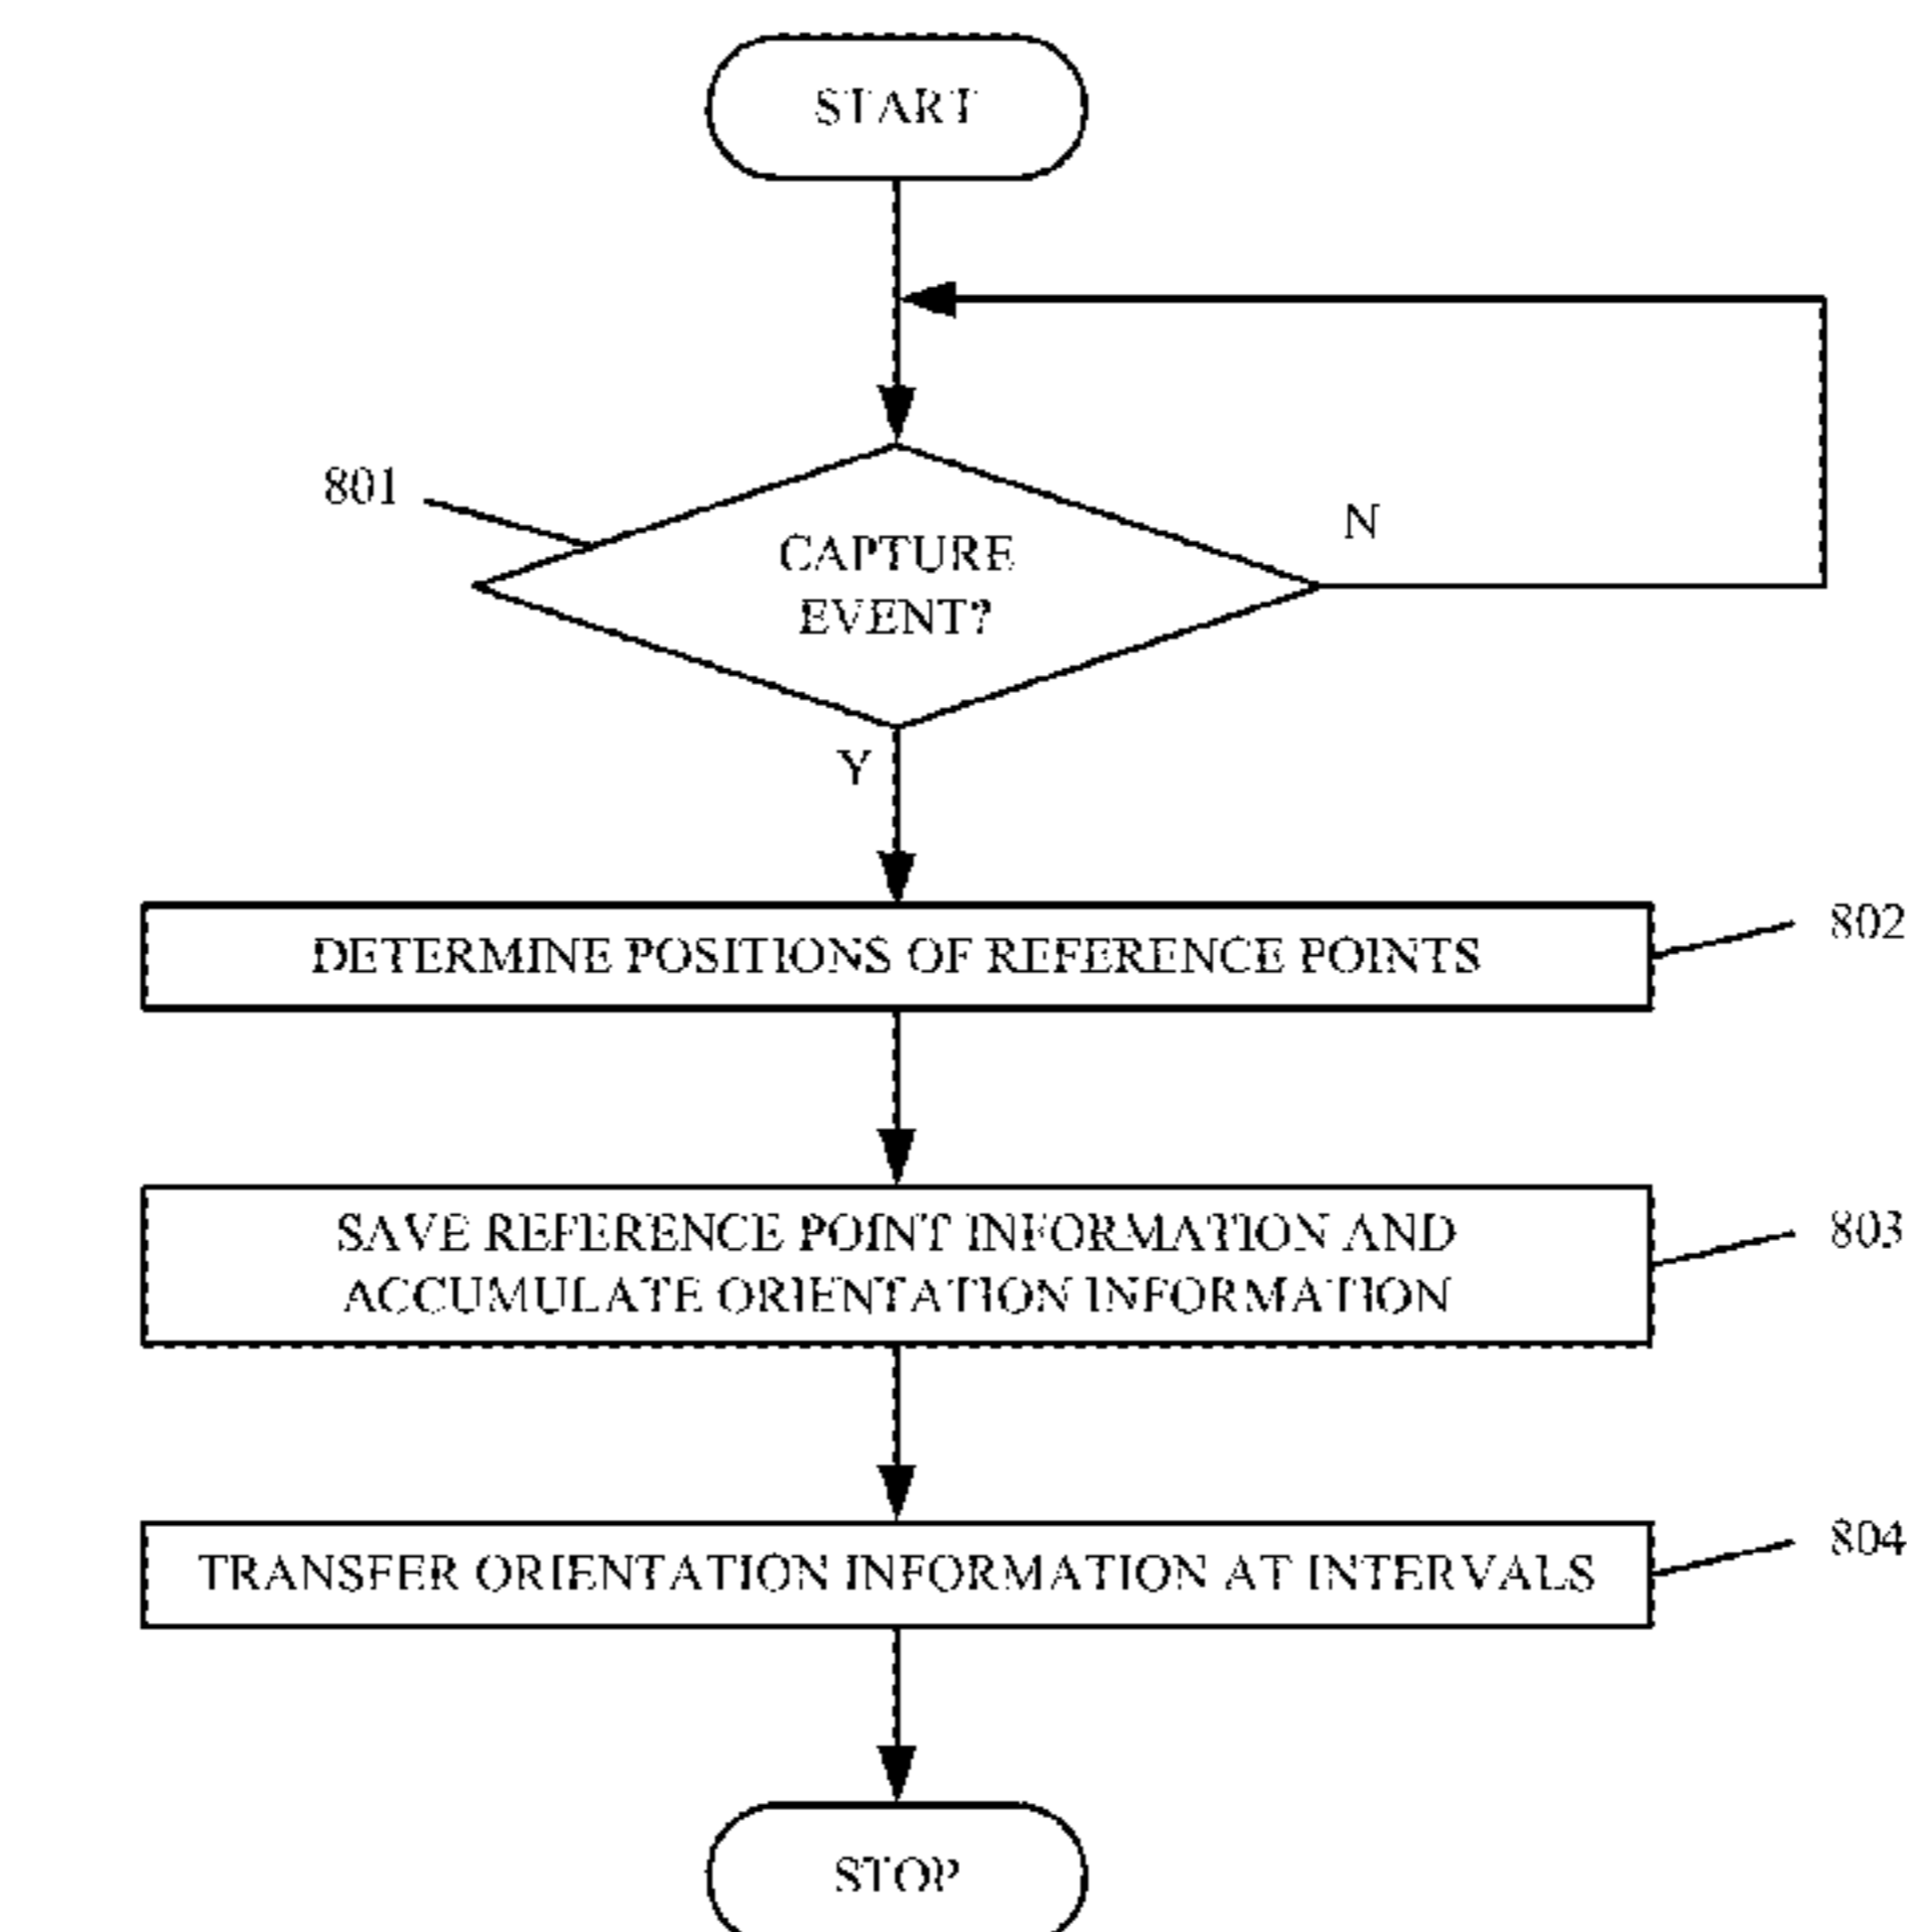 START
801
CAPTURE
EVENT?
N
Y
DETERMINE POSITIONS OF REFERENCE POINTS
802
SAVE REFERENCE POINT INFORMATION AND
ACCUMULATE ORIENTATION INFORMATION
803
TRANSFER ORIENTATION INFORMATION AT INTERVALS
804
STOP